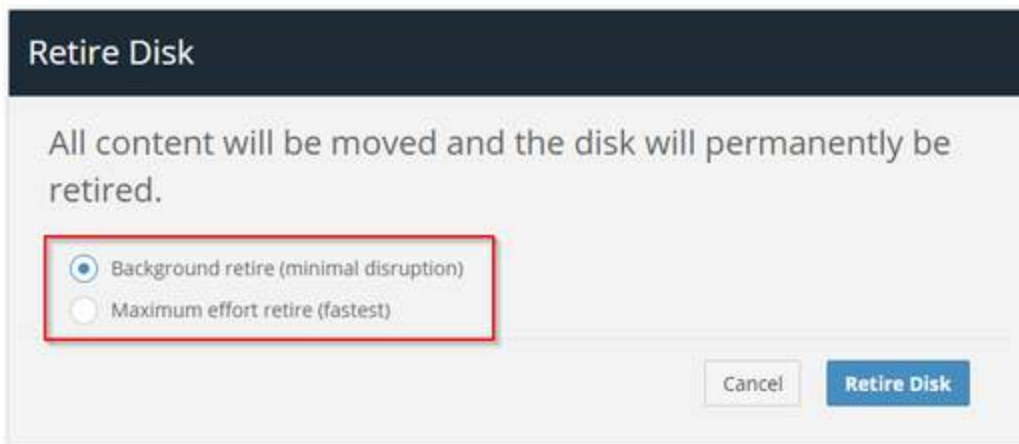 Retire Disk
All content will be moved and the disk will permanently be
retired.
Background retire (minimal disruption)
Maximum effort retire (fastest)
Cancel
Retire Disk